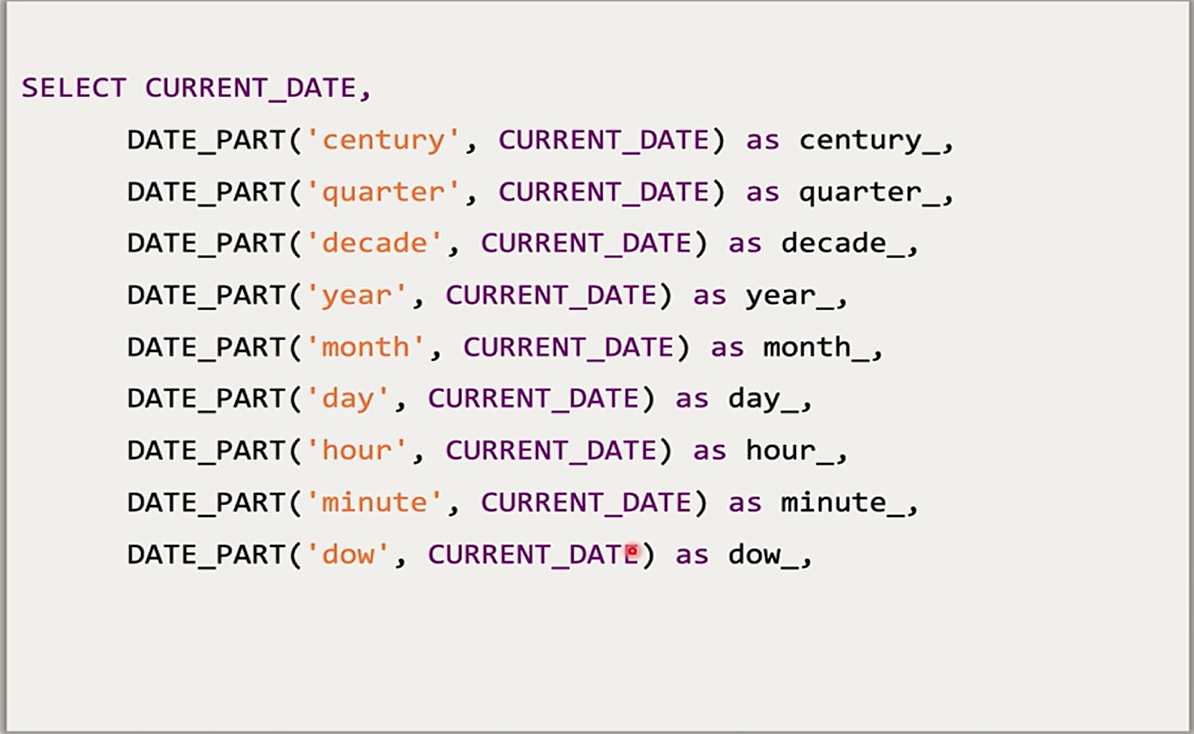 SELECT CURRENT_DATE,
DATE_PART('century', CURRENT_DATE) as century_,
DATE_PART('quarter', CURRENT_DATE) as quarter_,
DATE_PART('decade', CURRENT_DATE) as decade_,
DATE_PART('year', CURRENT_DATE) as year_,
DATE_PART('month', CURRENT_DATE) as month_,
DATE_PART('day', CURRENT_DATE) as day_,
DATE_PART('hour', CURRENT_DATE) as hour_,
DATE_PART('minute', CURRENT_DATE) as minute_,
DATE_PART('dow', CURRENT_DATE) as dow_,